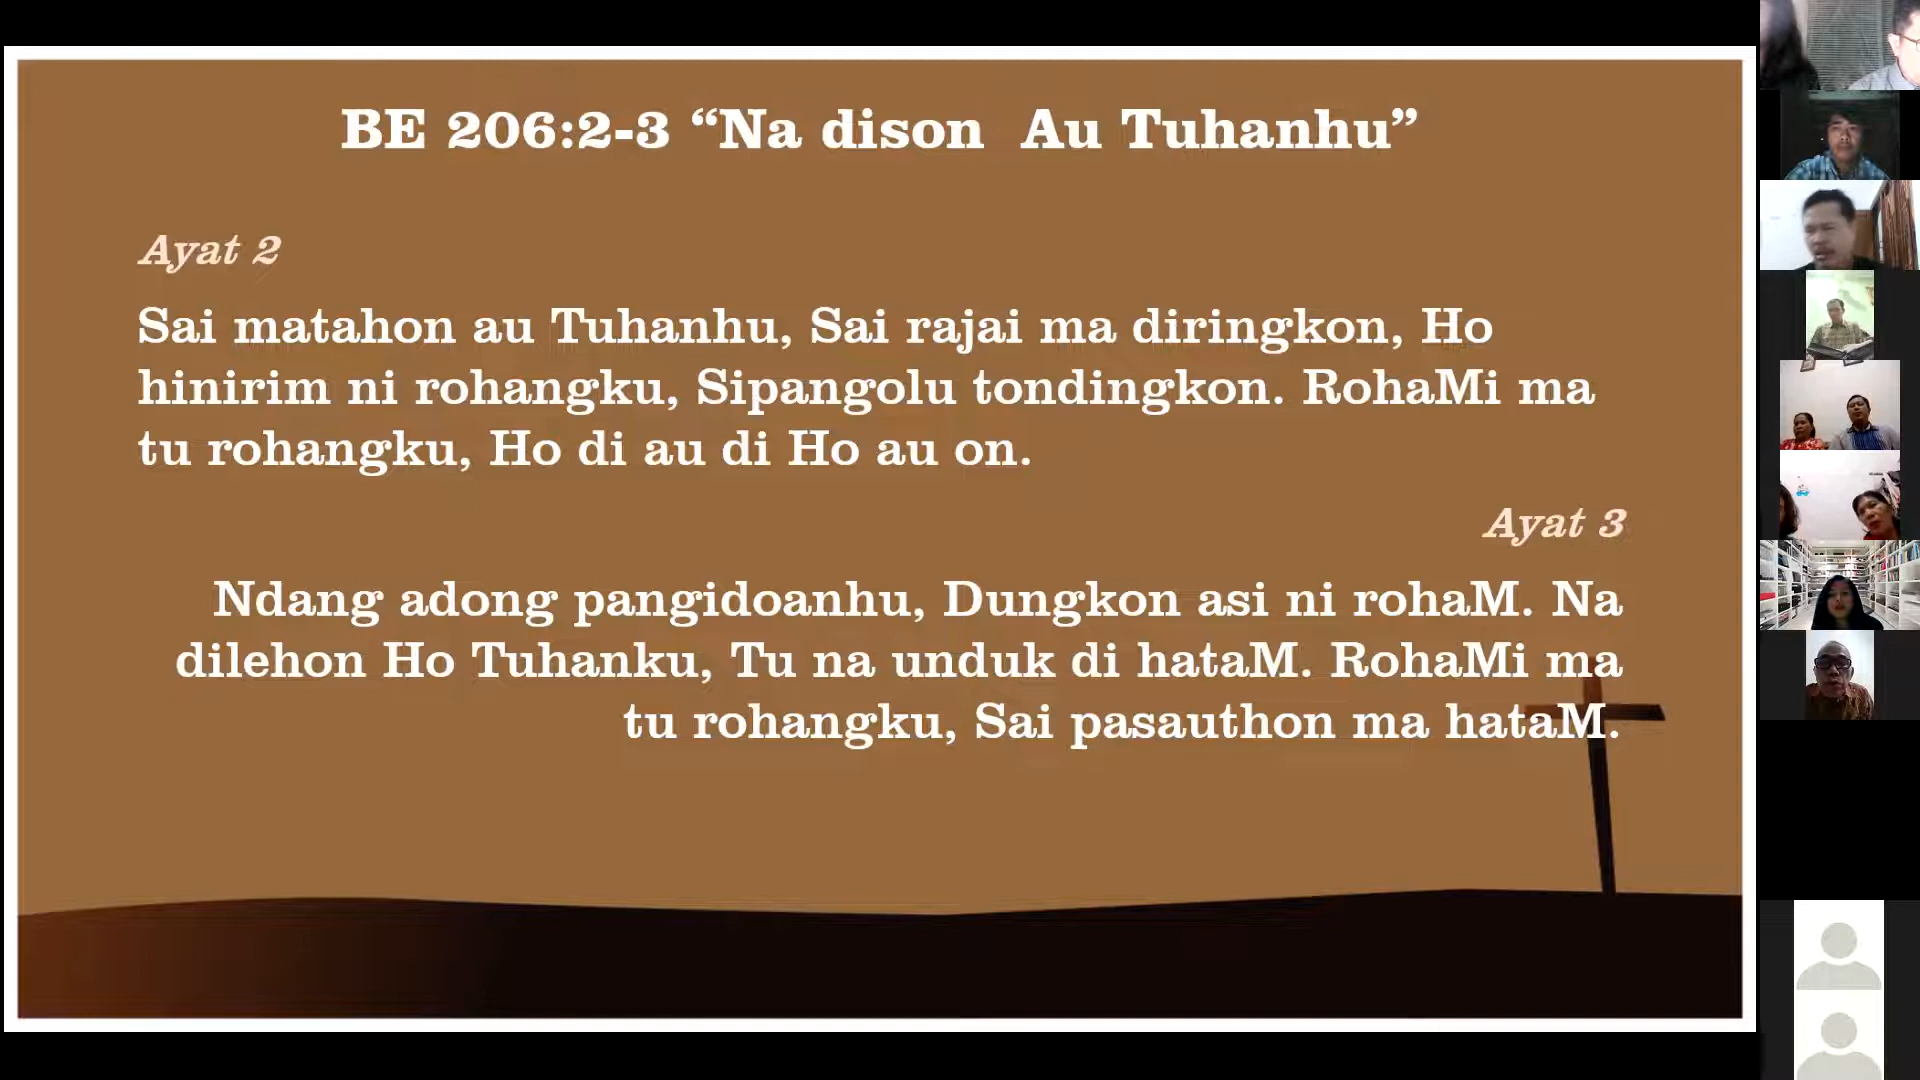 BE 206:2-3 “Na dison  Au Tuhanhu”
Ayat 2
Sai matahon au Tuhanhu, Sai rajai ma diringkon, Ho
hinirim ni rohangku, Sipangolu tondingkon. RohaMi ma
tu rohangku, Ho di au di Ho au on.
Ayat 3
Ndang adong pangidoanhu, Dungkon asi ni rohaM. Na
dilehon Ho Tuhanku, Tu na unduk di hataM. RohaMi ma
tu rohangku, Sai pasauthon ma hataM.